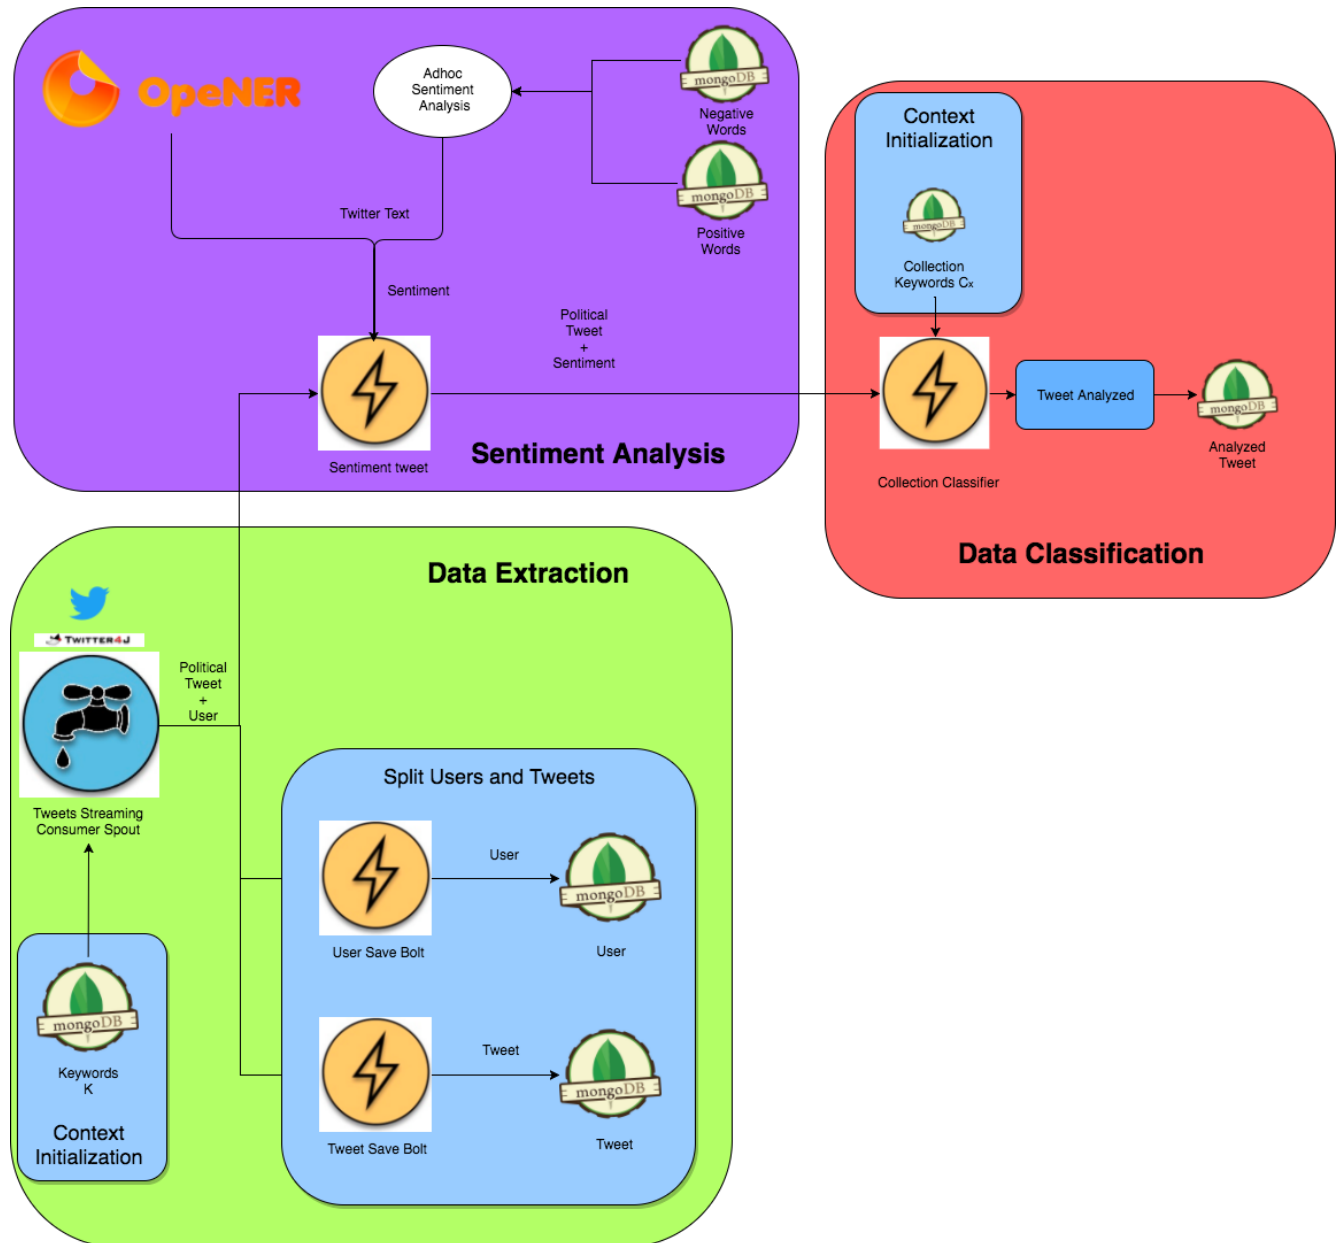 OpeNER
Adhoc
Sentiment
Analysis
mongoDB
Negative
Words
mongoDB
Positive
Words
Twitter Text
Sentiment
Political
Tweet
+
Sentiment
Sentiment tweet
Sentiment Analysis
Context
Initialization
mongoDB
Collection
Keywords Cx
Tweet Analyzed
mongoDB
Analyzed
Tweet
Collection Classifier
Data Classification
Data Extraction
TWITTER4J
Political
Tweet
+
User
Tweets Streaming
Consumer Spout
mongoDB
Keywords
K
Context
Initialization
Split Users and Tweets
User
mongoDB
User Save Bolt
User
Tweet
mongoDB
Tweet Save Bolt
Tweet